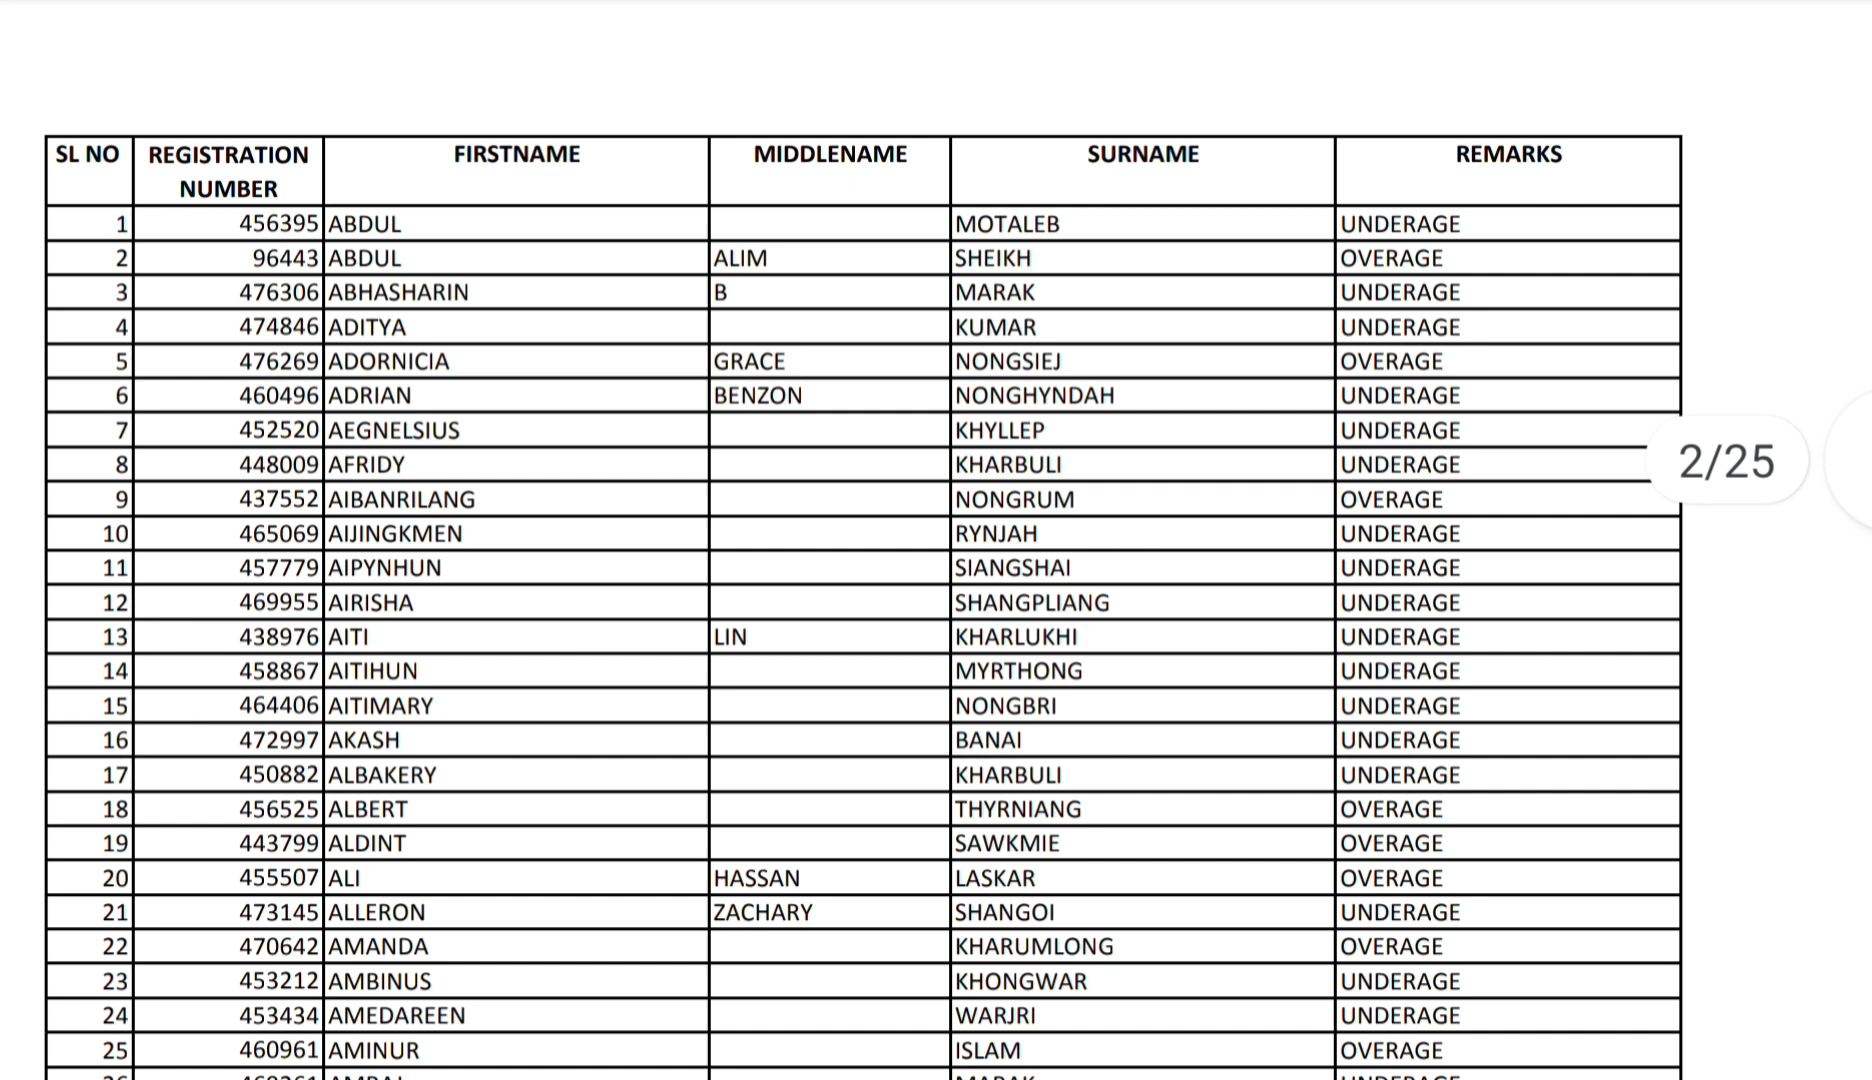 SL NO REGISTRATION NUMBER FIRSTNAME MIDDLENAME SURNAME REMARKS
1 456395 ABDUL MOTALEB UNDERAGE
2 96443 ABDUL ALIM SHEIKH OVERAGE
3 476306 ABHASHARIN B MARAK UNDERAGE
4 474846 ADITYA KUMAR UNDERAGE
5 476269 ADORNICIA GRACE NONGSIEJ OVERAGE
6 460496 ADRIAN BENZON NONGHYNDAH UNDERAGE
7 452520 AEGNELSIUS KHYLLEP UNDERAGE
8 448009 AFRIDY KHARBULI UNDERAGE
2/25
9 437552 AIBANRILANG NONGRUM OVERAGE
10 465069 AIJINGKMEN RYNJAH UNDERAGE
11 457779 AIPYNHUN SIANGSHAI UNDERAGE
12 469955 AIRISHA SHANGPLIANG UNDERAGE
13 438976 AITI LIN KHARLUKHI UNDERAGE
14 458867 AITIHUN MYRTHONG UNDERAGE
15 464406 AITIMARY NONGBRI UNDERAGE
16 472997 AKASH BANAI UNDERAGE
17 450882 ALBAKERY KHARBULI UNDERAGE
18 456525 ALBERT THYRNIANG OVERAGE
19 443799 ALDINT SAWKMIE OVERAGE
20 455507 ALI HASSAN LASKAR OVERAGE
21 473145 ALLERON ZACHARY SHANGOI UNDERAGE
22 470642 AMANDA KHARUMLONG OVERAGE
23 453212 AMBINUS KHONGWAR UNDERAGE
24 453434 AMEDAREEN WARJRI UNDERAGE
25 460961 AMINUR ISLAM OVERAGE